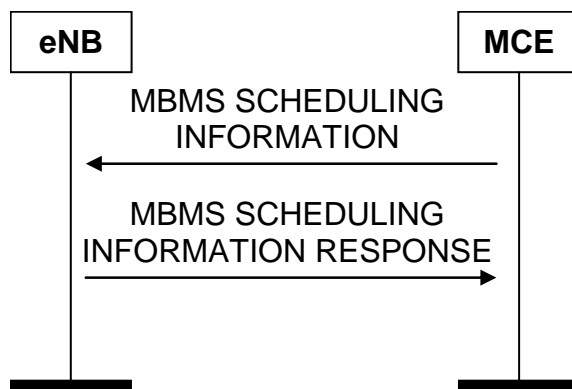 eNB
MCE
MBMS SCHEDULING
INFORMATION
MBMS SCHEDULING
INFORMATION RESPONSE